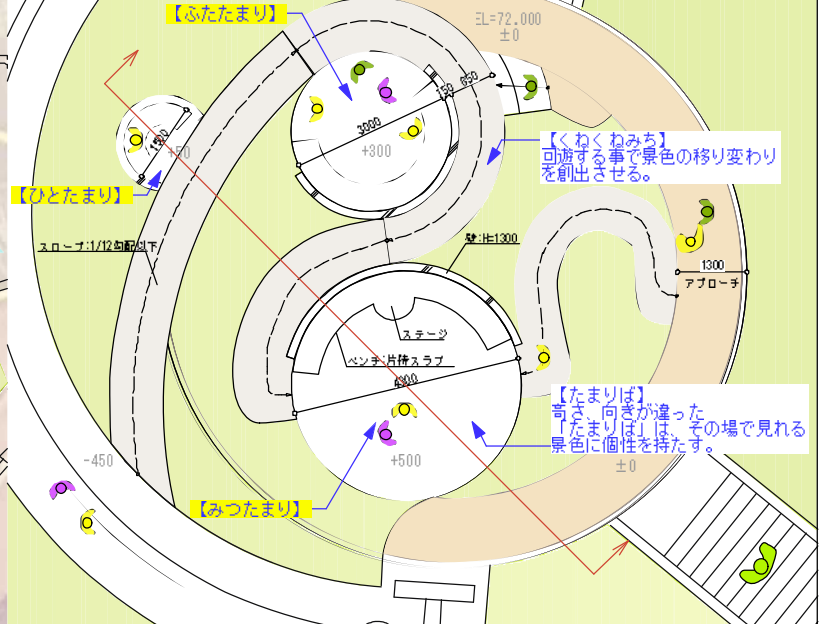 【ふたたまり】
EL=72.000
±0
150
650
3000
+300
1500
+50
【くねくねみち】
回遊する事で景色の移り変わり
を創出させる。
【ひとたまり】
スロープ:1/12勾配以下
壁:H=1300
1300
アプローチ
ステージ
ベンチ:片持スラブ
4300
【たまりば】
高さ、向きが違った
「たまりば」は、その場で見れる
景色に個性を持たす。
-450
+500
±0
【みつたまり】